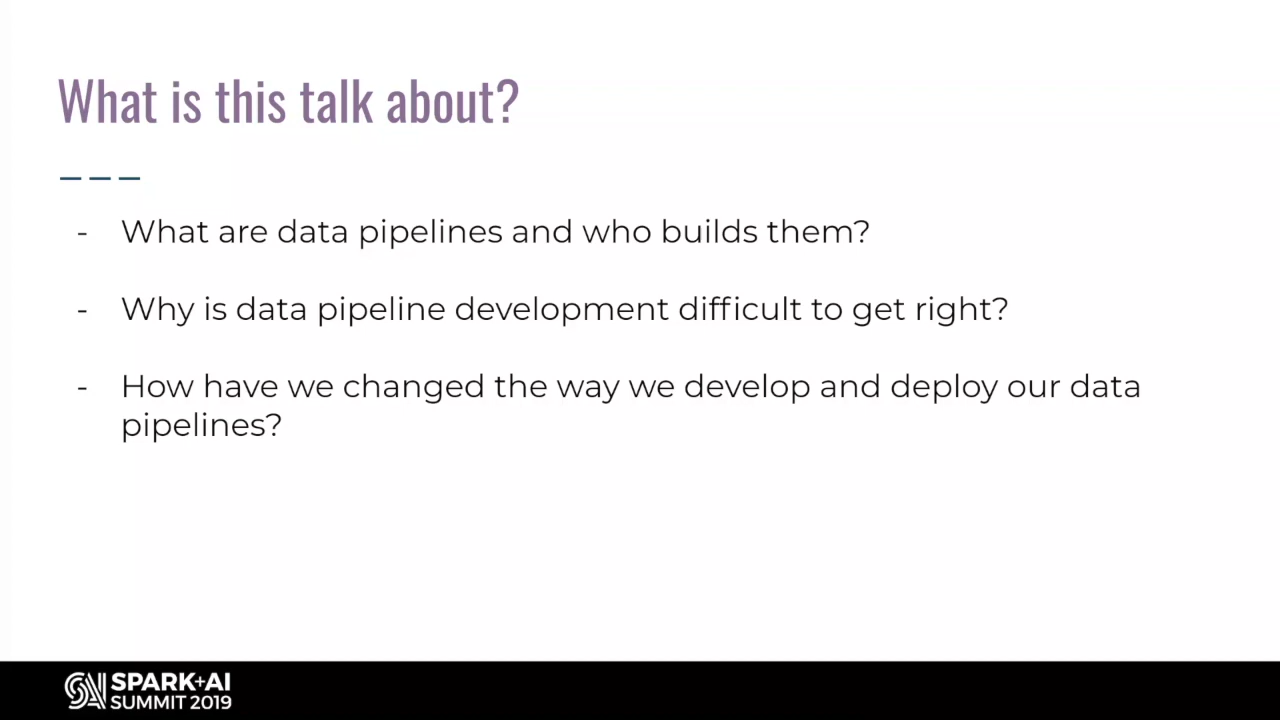 What is this talk about?
- What are data pipelines and who builds them?
- Why is data pipeline development difficult to get right?
- How have we changed the way we develop and deploy our data
pipelines?
SPARK+AI
SUMMIT 2019